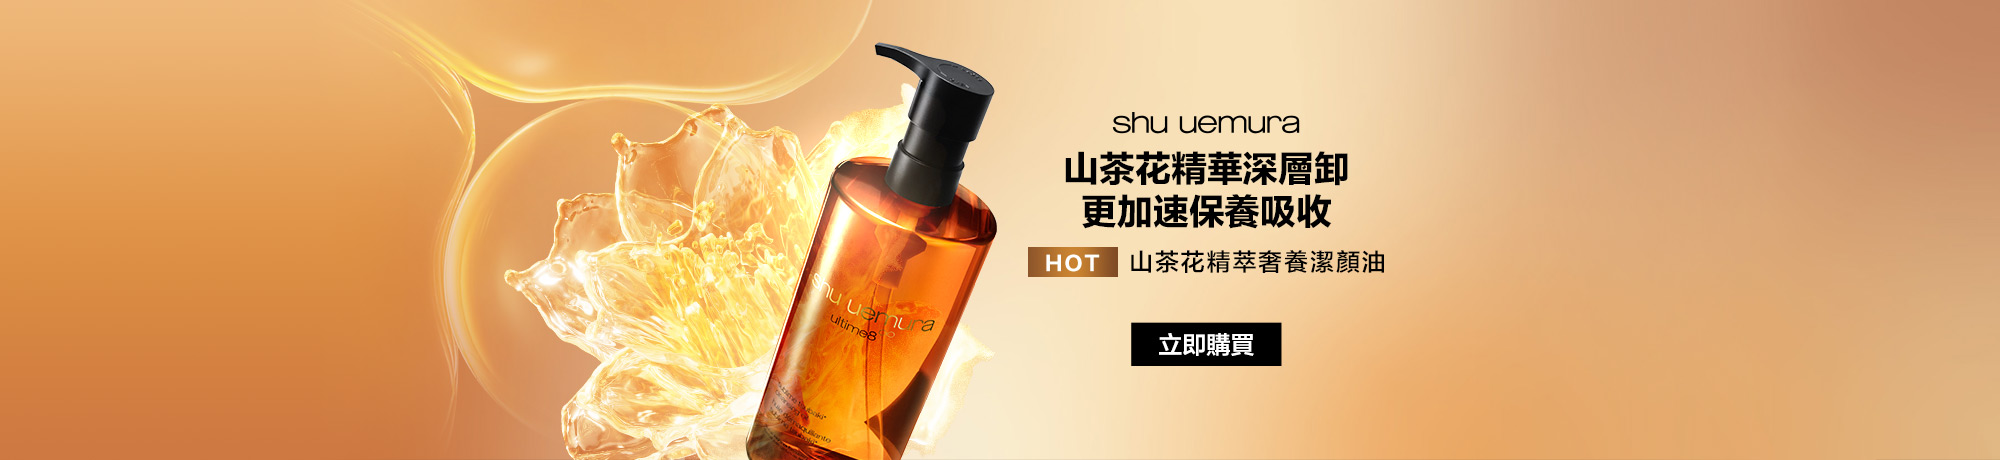 shu uemura
山茶花精華深層卸
更加速保養吸收
HOT 山茶花精萃奢養潔顏油
立即購買
shu uemura
ultime8